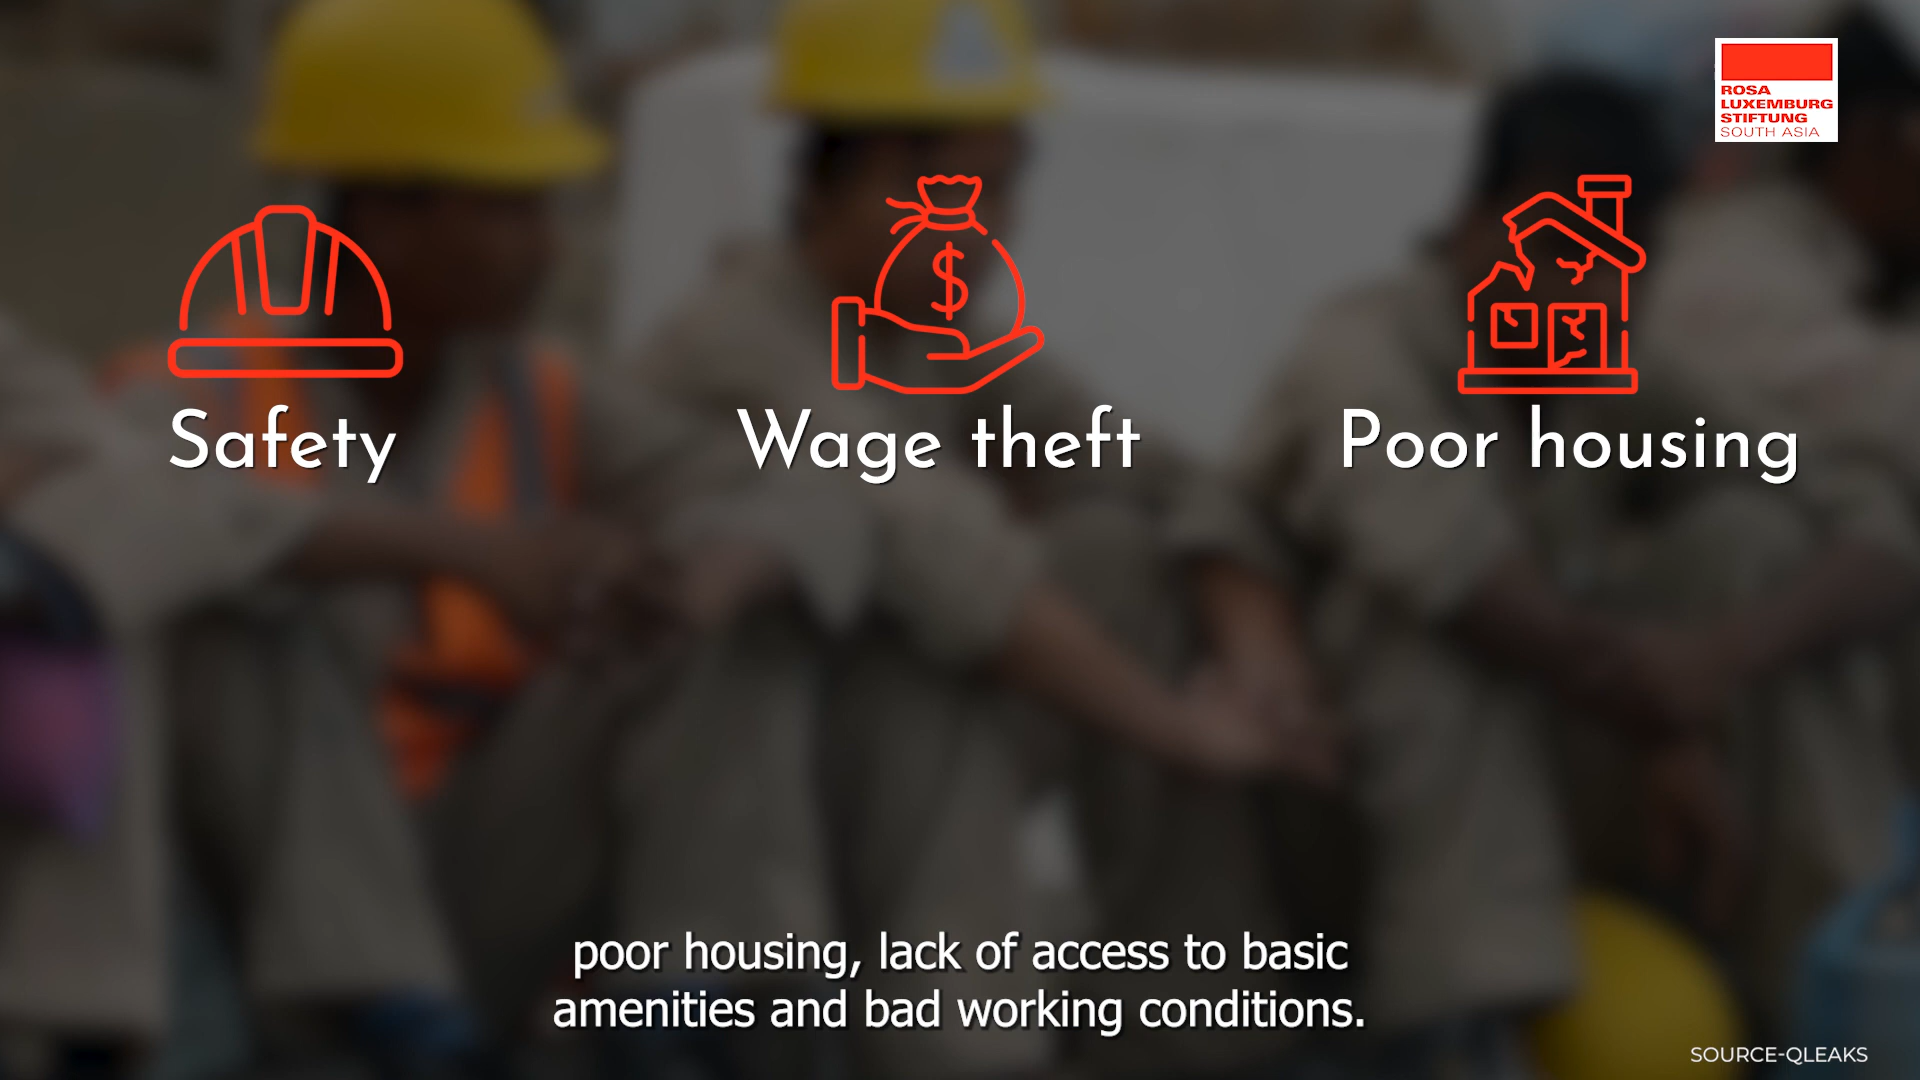 ROSA
LUXEMBURG
STIFTUNG
SOUTH ASIA
$
Safety
Wage theft
Poor housing
poor housing, lack of access to basic
amenities and bad working conditions.
SOURCE-QLEAKS